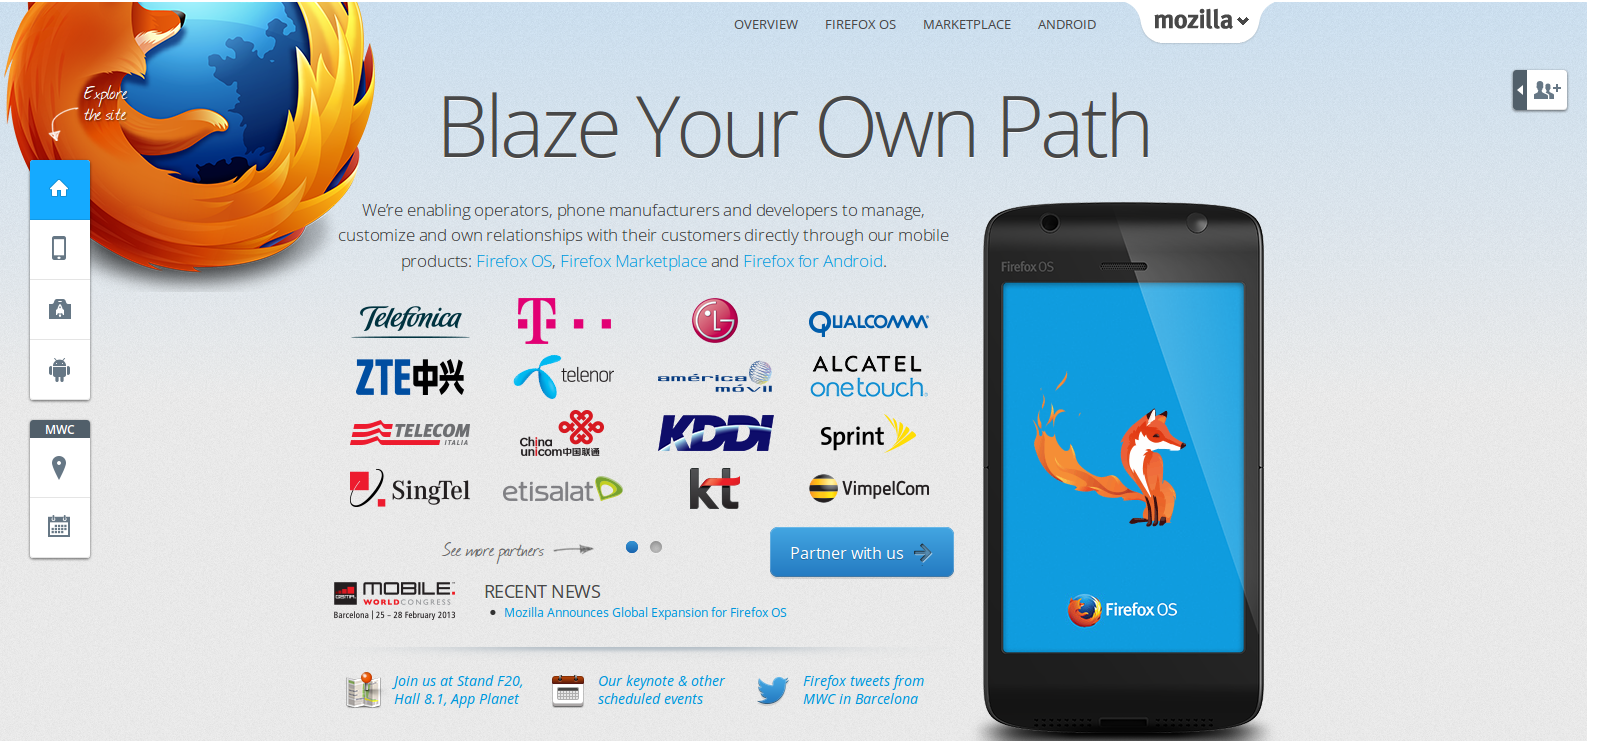 OVERVIEW FIREFOX OS MARKETPLACE ANDROID mozilla
Explore
the site
Blaze Your Own Path
We're enabling operators, phone manufacturers and developers to manage,
customize and own relationships with their customers directly through our mobile
products: Firefox OS, Firefox Marketplace and Firefox for Android.
Firefox OS
Telefónica T LG QUALCOMM
ZTE中兴 telenor américa móvil ALCATEL onetouch
TELECOM ITALIA China unicom中国联通 KDDI Sprint
MWC
SingTel etisalat kt VimpelCom
See more partners
Partner with us
MOBILE
WORLD CONGRESS
GSMA
Barcelona | 25 – 28 February 2013
RECENT NEWS
Mozilla Announces Global Expansion for Firefox OS
Firefox OS
Join us at Stand F20,
Hall 8.1, App Planet
Our keynote & other
scheduled events
Firefox tweets from
MWC in Barcelona